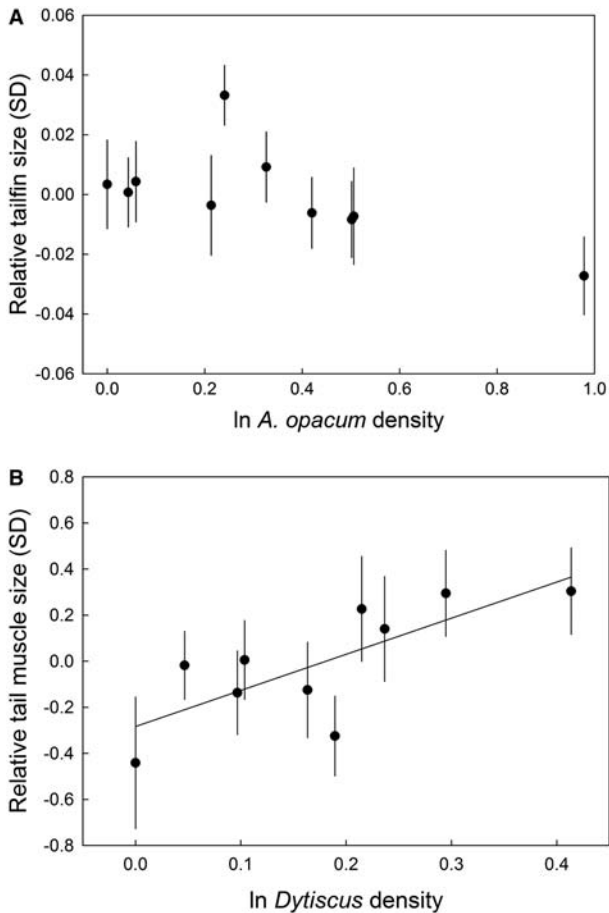 A
Relative tailfin size (SD)
0.06
0.04
0.02
0.00
-0.02
-0.04
-0.06
0.0 0.2 0.4 0.6 0.8 1.0
ln A. opacum density
B
Relative tail muscle size (SD)
0.8
0.6
0.4
0.2
0.0
-0.2
-0.4
-0.6
-0.8
0.0 0.1 0.2 0.3 0.4
ln Dytiscus density